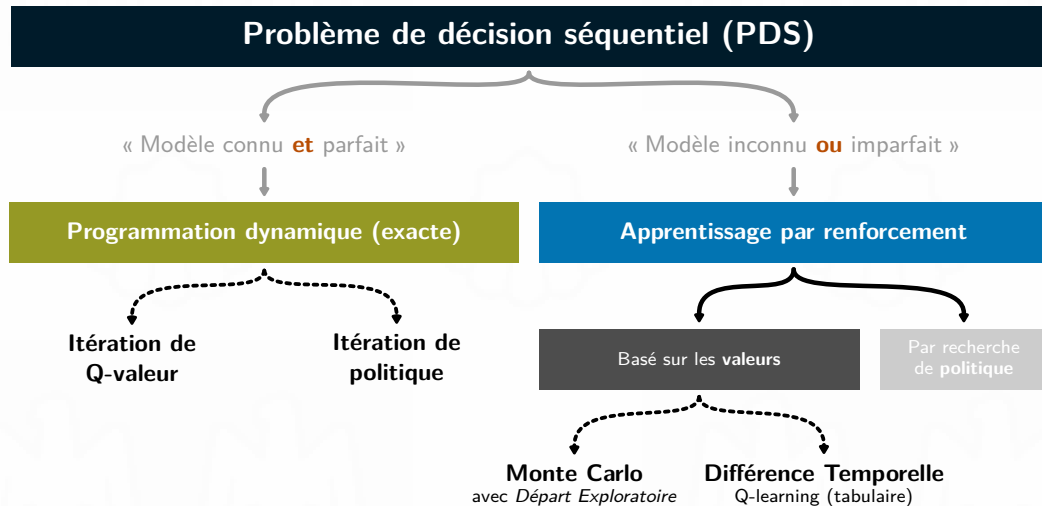 Problème de décision séquentiel (PDS)
« Modèle connu et parfait »
« Modèle inconnu ou imparfait »
Programmation dynamique (exacte)
Apprentissage par renforcement
Itération de
Q-valeur
Itération de
politique
Basé sur les valeurs
Par recherche
de politique
Monte Carlo
avec Départ Exploratoire
Différence Temporelle
Q-learning (tabulaire)